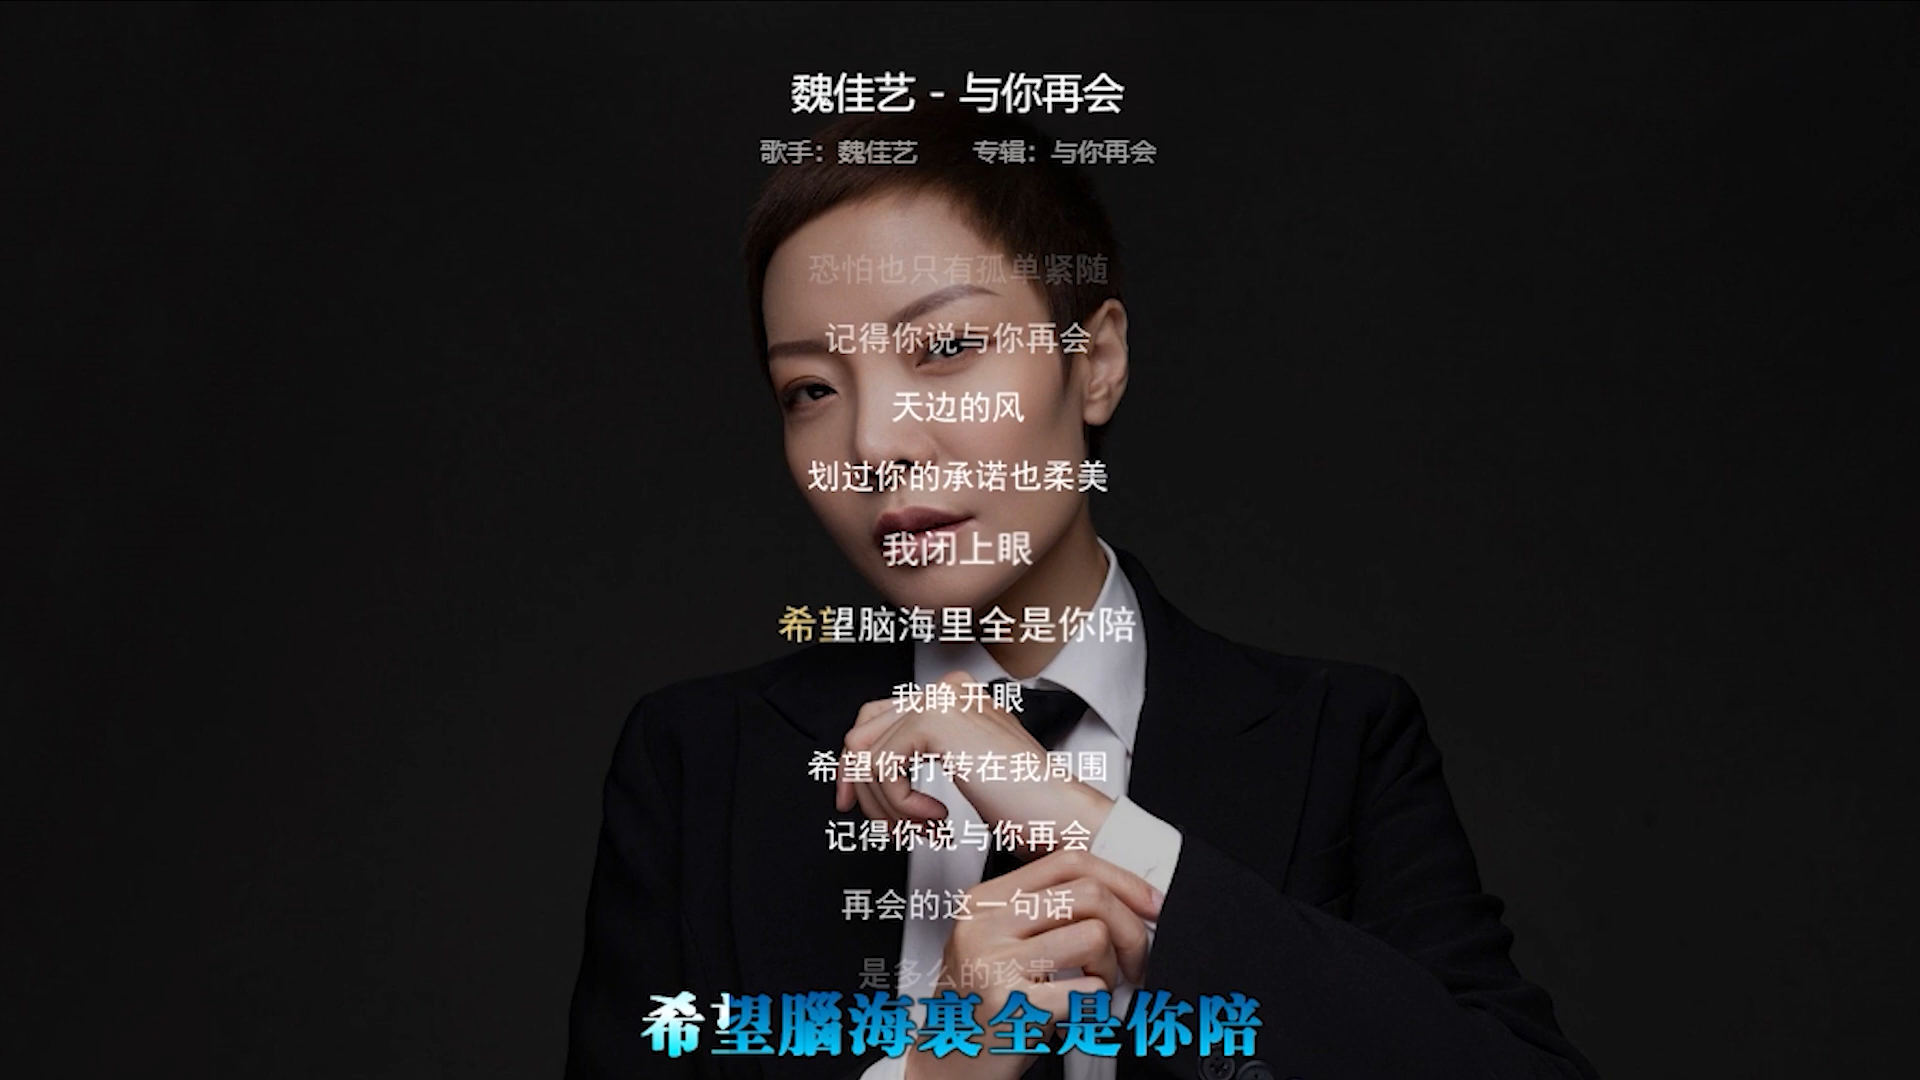 魏佳艺 - 与你再会
歌手：魏佳艺 专辑：与你再会
恐怕也只有孤单紧随
记得你说与你再会
天边的风
划过你的承诺也柔美
我闭上眼
希望脑海里全是你陪
我睁开眼
希望你打转在我周围
记得你说与你再会
再会的这一句话
是多么的珍贵
希望腦海裏全是你陪